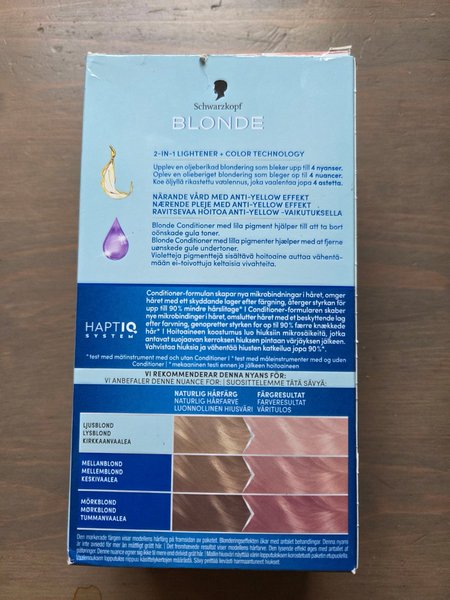 Schwarzkopf
BLONDE
2-IN-1 LIGHTENER + COLOR TECHNOLOGY
Upplev en oljeberikad blondering som bleker upp till 4 nyanser.
Oplev en olieberiget blondering som bleger op til 4 nuancer.
Koe öljyllä rikastettu vaalennus, joka vaalentaa jopa 4 astetta.
NÄRANDE VÅRD MED ANTI-YELLOW EFFEKT
NÆRENDE PLEJE MED ANTI-YELLOW EFFEKT
RAVITSEVAA HOITOA ANTI-YELLOW -VAIKUTUKSELLA
Blonde Conditioner med lila pigment hjälper till att ta bort
oönskade gula toner.
Blonde Conditioner med lilla pigmenter hjælper med at fjerne
uønskede gule undertoner.
Violetteja pigmenttejä sisältävä hoitoaine auttaa vähentä-
mään ei-toivottuja keltaisia vivahteita.
HAPTIQ
SYSTEM
Conditioner-formulan skapar nya mikrobindningar i håret, omger
håret med ett skyddande lager efter färgning, återger styrkan för
upp till 90% mindre hårslitage* | Conditioner-formularen skaber
nye mikrobindinger i håret, omslutter håret med et beskyttende lag
efter farvning, genopretter styrken for op til 90% færre knækkede
hår* | Hoitoaineen koostumus luo hiuksiin mikrosäikeitä, jotka
antavat suojaavan kerroksen hiuksen pintaan värjäyksen jälkeen.
Vahvistaa hiuksia ja vähentää hiusten katkeilua jopa 90%*.
* test med mätinstrument med och utan Conditioner | * test med måleinstrumenter med og uden
Conditioner | * mekaaninen testi ennen ja jälkeen hoitoaineen
VI REKOMMENDERAR DENNA NYANS FÖR:
VI ANBEFALER DENNE NUANCE FOR: | SUOSITTELEMME TÄTÄ SÄVYÄ:
NATURLIG HÅRFÄRG
NATURLIG HÅRFARVE
LUONNOLLINEN HIUSVÄRI
FÄRGRESULTAT
FARVERESULTAT
VÄRITULOS
LJUSBLOND
LYSBLOND
KIRKKAANVAALEA
MELLANBLOND
MELLEMBLOND
KESKIVAALEA
MÖRKBLOND
MØRKBLOND
TUMMANVAALEA